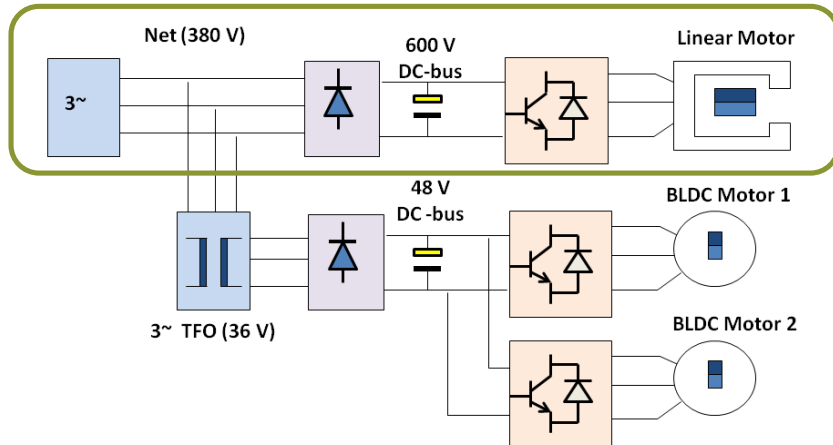 Net (380 V)
600 V
DC-bus
Linear Motor
3~
48 V
DC -bus
BLDC Motor 1
3~ TFO (36 V)
BLDC Motor 2